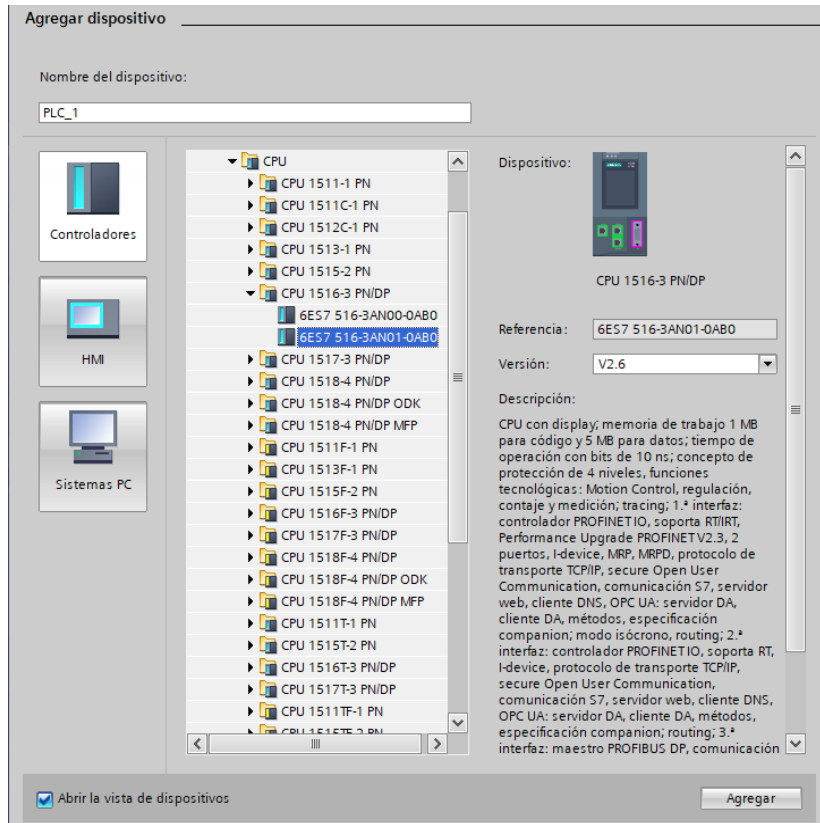 Agregar dispositivo
Nombre del dispositivo:
PLC_1
Controladores
HMI
Sistemas PC
CPU
CPU 1511-1 PN
CPU 1511C-1 PN
CPU 1512C-1 PN
CPU 1513-1 PN
CPU 1515-2 PN
CPU 1516-3 PN/DP
6ES7 516-3AN00-0AB0
6ES7 516-3AN01-0AB0
CPU 1517-3 PN/DP
CPU 1518-4 PN/DP
CPU 1518-4 PN/DP ODK
CPU 1518-4 PN/DP MFP
CPU 1511F-1 PN
CPU 1513F-1 PN
CPU 1515F-2 PN
CPU 1516F-3 PN/DP
CPU 1517F-3 PN/DP
CPU 1518F-4 PN/DP
CPU 1518F-4 PN/DP ODK
CPU 1518F-4 PN/DP MFP
CPU 1511T-1 PN
CPU 1515T-2 PN
CPU 1516T-3 PN/DP
CPU 1517T-3 PN/DP
CPU 1511TF-1 PN
CPU 1515TF-2 PN
Dispositivo:
CPU 1516-3 PN/DP
Referencia:
6ES7 516-3AN01-0AB0
Versión:
V2.6
Descripción:
CPU con display; memoria de trabajo 1 MB
para código y 5 MB para datos; tiempo de
operación con bits de 10 ns; concepto de
protección de 4 niveles, funciones
tecnológicas: Motion Control, regulación,
contaje y medición; tracing; 1.ª interfaz:
controlador PROFINET IO, soporta RT/IRT,
Performance Upgrade PROFINET V2.3, 2
puertos, I-device, MRP, MRPD, protocolo de
transporte TCP/IP, secure Open User
Communication, comunicación S7, servidor
web, cliente DNS, OPC UA: servidor DA,
cliente DA, métodos, especificación
companion; modo isócrono, routing; 2.ª
interfaz: controlador PROFINET IO, soporta RT,
I-device, protocolo de transporte TCP/IP,
secure Open User Communication,
comunicación S7, servidor web, cliente DNS,
OPC UA: servidor DA, cliente DA, métodos,
especificación companion; routing; 3.ª
interfaz: maestro PROFIBUS DP, comunicación
Abrir la vista de dispositivos
Agregar